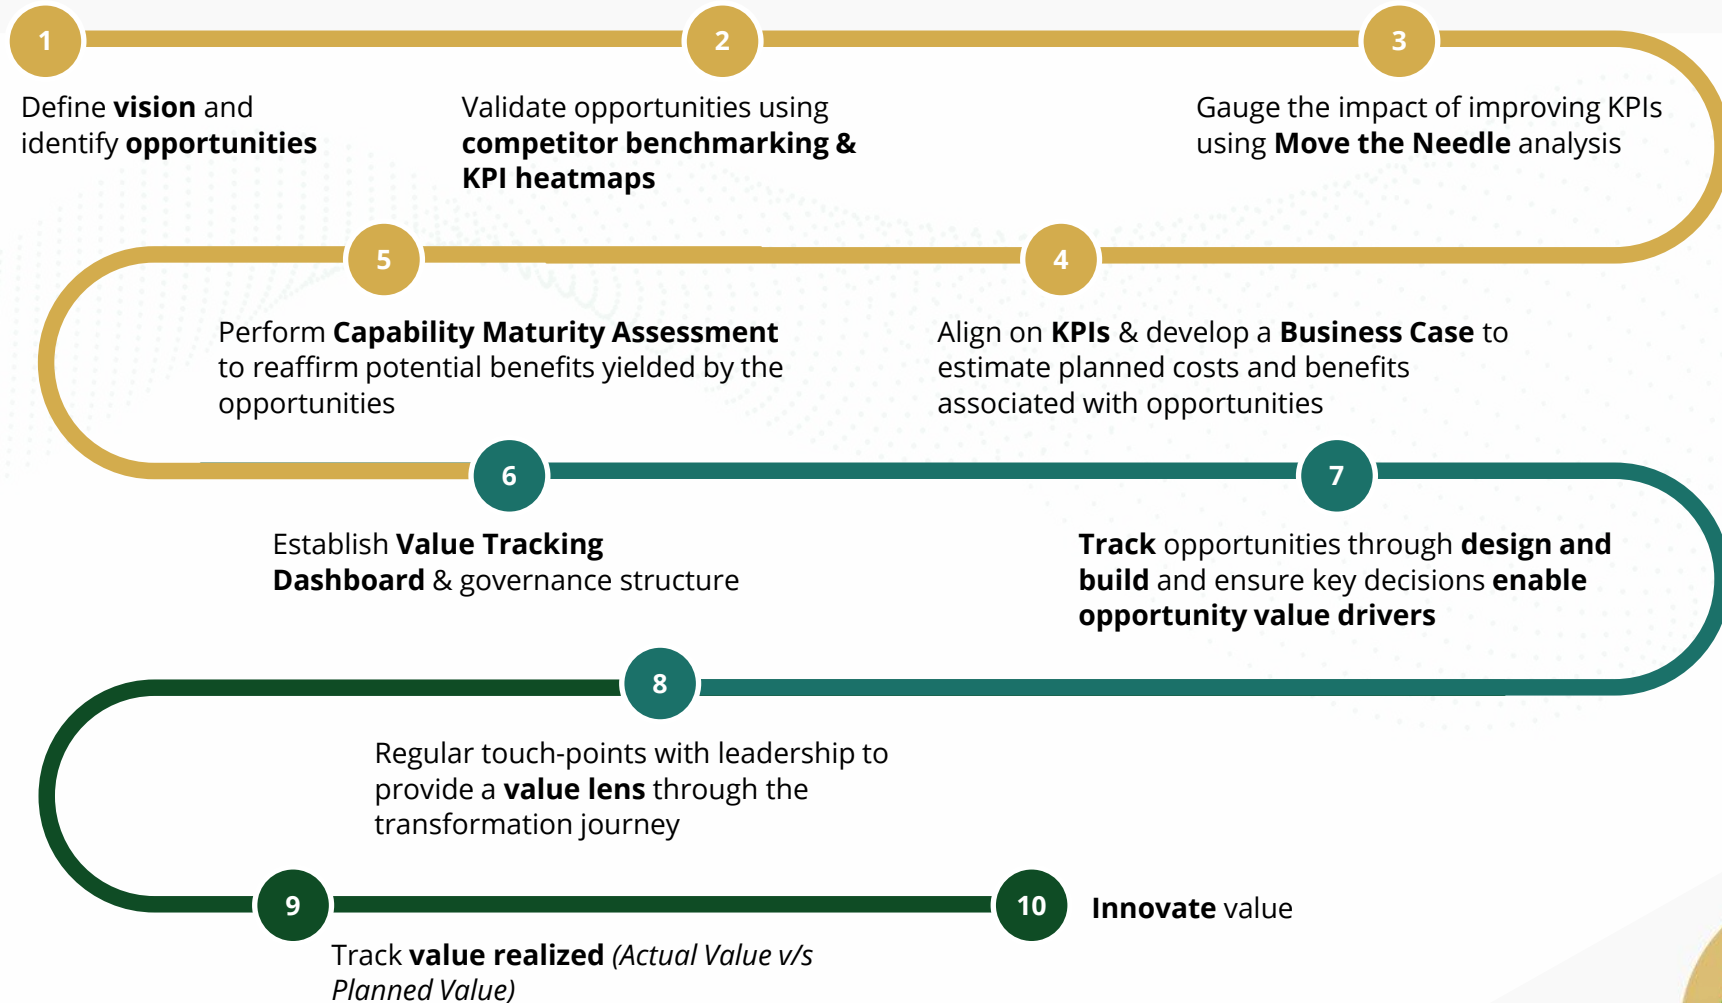 1
Define vision and
identify opportunities
2
Validate opportunities using
competitor benchmarking &
KPI heatmaps
3
Gauge the impact of improving KPIs
using Move the Needle analysis
4
Align on KPIs & develop a Business Case to
estimate planned costs and benefits
associated with opportunities
5
Perform Capability Maturity Assessment
to reaffirm potential benefits yielded by the
opportunities
6
Establish Value Tracking
Dashboard & governance structure
7
Track opportunities through design and
build and ensure key decisions enable
opportunity value drivers
8
Regular touch-points with leadership to
provide a value lens through the
transformation journey
9
Track value realized (Actual Value v/s
Planned Value)
10
Innovate value